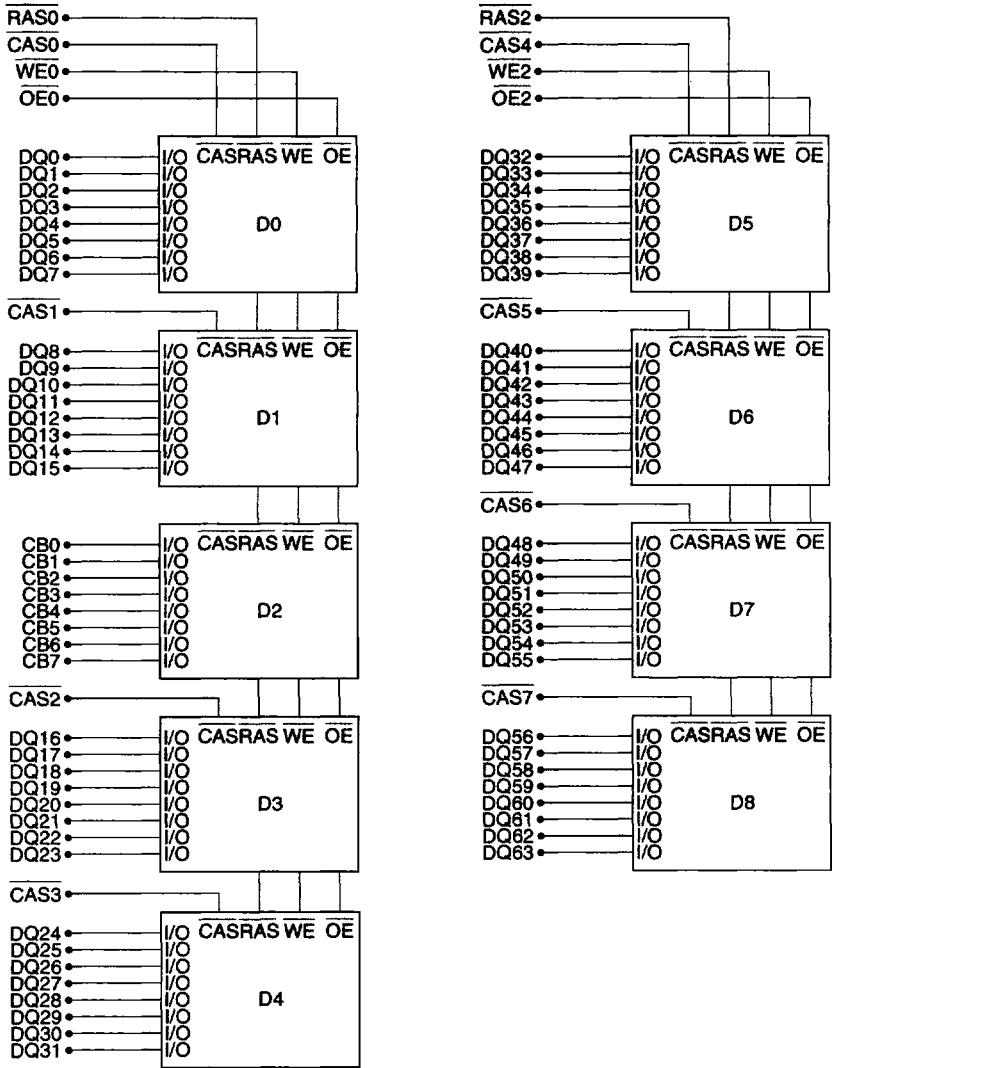 RAS0
CAS0
WE0
OE0
DQ0 I/O CAS RAS WE OE
DQ1 I/O
DQ2 I/O
DQ3 I/O
DQ4 I/O D0
DQ5 I/O
DQ6 I/O
DQ7 I/O
CAS1
DQ8 I/O CAS RAS WE OE
DQ9 I/O
DQ10 I/O
DQ11 I/O
DQ12 I/O D1
DQ13 I/O
DQ14 I/O
DQ15 I/O
CB0 I/O CAS RAS WE OE
CB1 I/O
CB2 I/O
CB3 I/O
CB4 I/O D2
CB5 I/O
CB6 I/O
CB7 I/O
CAS2
DQ16 I/O CAS RAS WE OE
DQ17 I/O
DQ18 I/O
DQ19 I/O
DQ20 I/O D3
DQ21 I/O
DQ22 I/O
DQ23 I/O
CAS3
DQ24 I/O CAS RAS WE OE
DQ25 I/O
DQ26 I/O
DQ27 I/O
DQ28 I/O D4
DQ29 I/O
DQ30 I/O
DQ31 I/O
RAS2
CAS4
WE2
OE2
DQ32 I/O CAS RAS WE OE
DQ33 I/O
DQ34 I/O
DQ35 I/O
DQ36 I/O D5
DQ37 I/O
DQ38 I/O
DQ39 I/O
CAS5
DQ40 I/O CAS RAS WE OE
DQ41 I/O
DQ42 I/O
DQ43 I/O
DQ44 I/O D6
DQ45 I/O
DQ46 I/O
DQ47 I/O
CAS6
DQ48 I/O CAS RAS WE OE
DQ49 I/O
DQ50 I/O
DQ51 I/O
DQ52 I/O D7
DQ53 I/O
DQ54 I/O
DQ55 I/O
CAS7
DQ56 I/O CAS RAS WE OE
DQ57 I/O
DQ58 I/O
DQ59 I/O
DQ60 I/O D8
DQ61 I/O
DQ62 I/O
DQ63 I/O